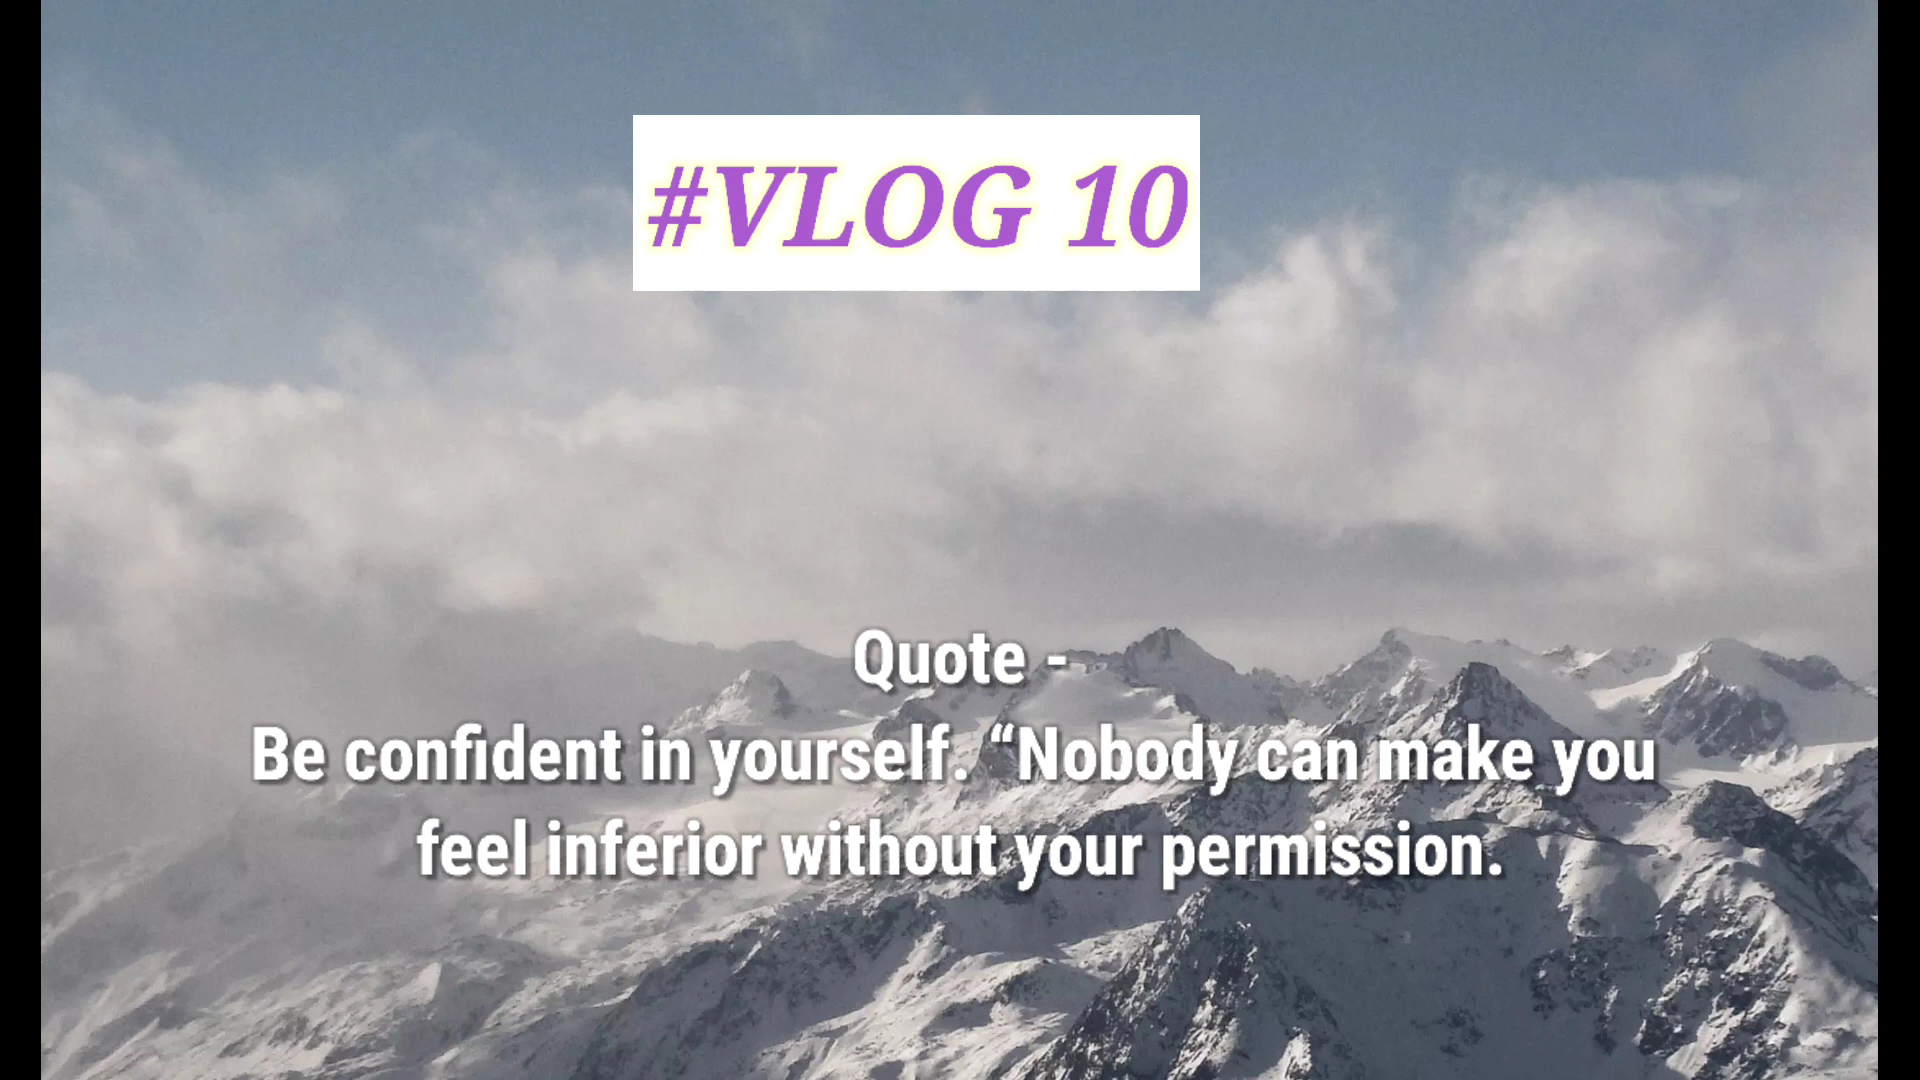 #VLOG 10
Quote -
Be confident in yourself. “Nobody can make you
feel inferior without your permission.